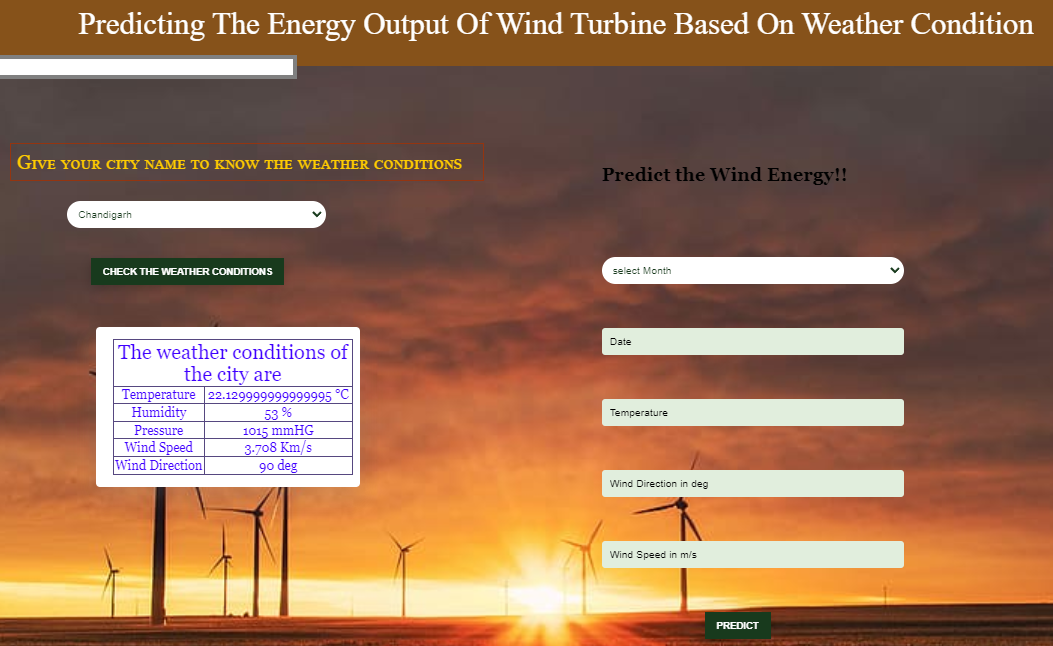 Predicting The Energy Output Of Wind Turbine Based On Weather Condition
Give your city name to know the weather conditions
Chandigarh
CHECK THE WEATHER CONDITIONS
The weather conditions of
the city are
Temperature 22.129999999999995 °C
Humidity 53 %
Pressure 1015 mmHG
Wind Speed 3.708 Km/s
Wind Direction 90 deg
Predict the Wind Energy!!
select Month
Date
Temperature
Wind Direction in deg
Wind Speed in m/s
PREDICT